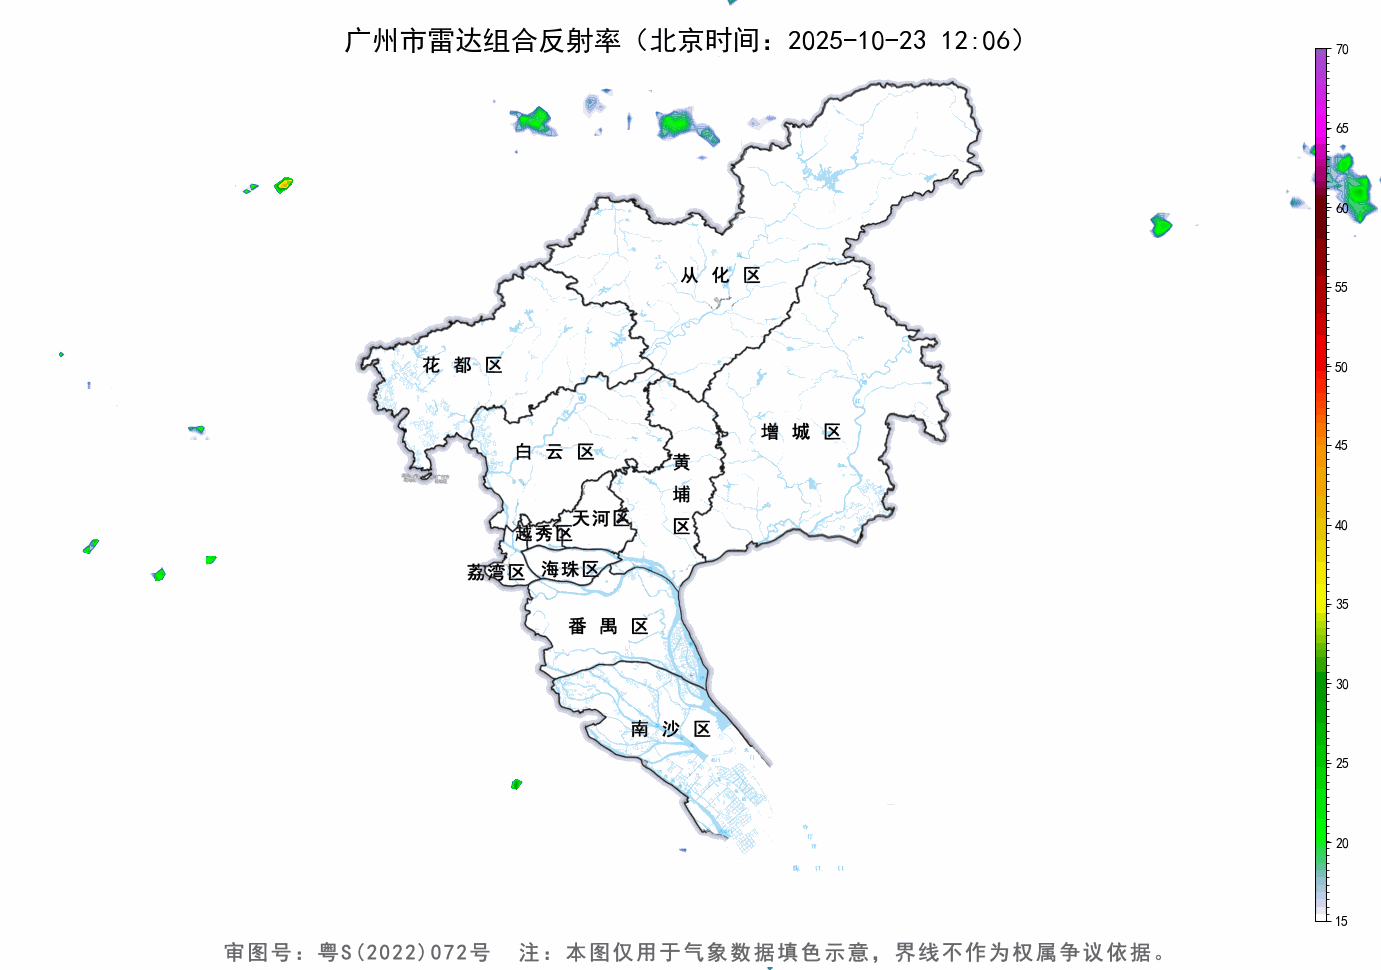 广州市雷达组合反射率（北京时间：2025-10-23 12:06）
70
65
60
55
50
45
40
35
30
25
20
15
从化区
花都区
增城区
白云区
黄埔区
天河区
越秀区
海珠区
荔湾区
番禺区
南沙区
审图号：粤S(2022)072号 注：本图仅用于气象数据填色示意，界线不作为权属争议依据。